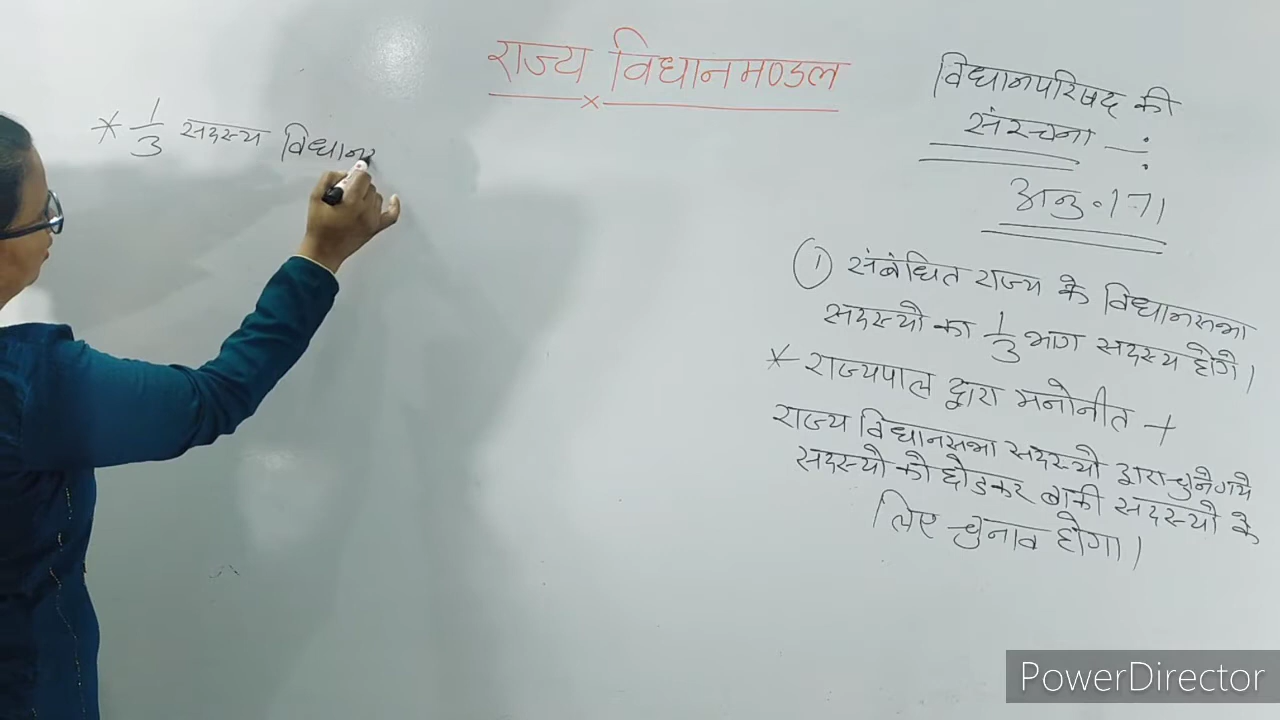 राज्य विधानमण्डल
* 1/3 सदस्य विधान
विधानपरिषद की
संरचना ÷
अनु॰ 171
① संबंधित राज्य के विधानसभा
सदस्यों का 1/3 भाग सदस्य होंगे।
* राज्यपाल द्वारा मनोनीत +
राज्य विधानसभा सदस्यों द्वारा चुने गये
सदस्यों को छोडकर बाकी सदस्यों के
लिए चुनाव होगा।
PowerDirector